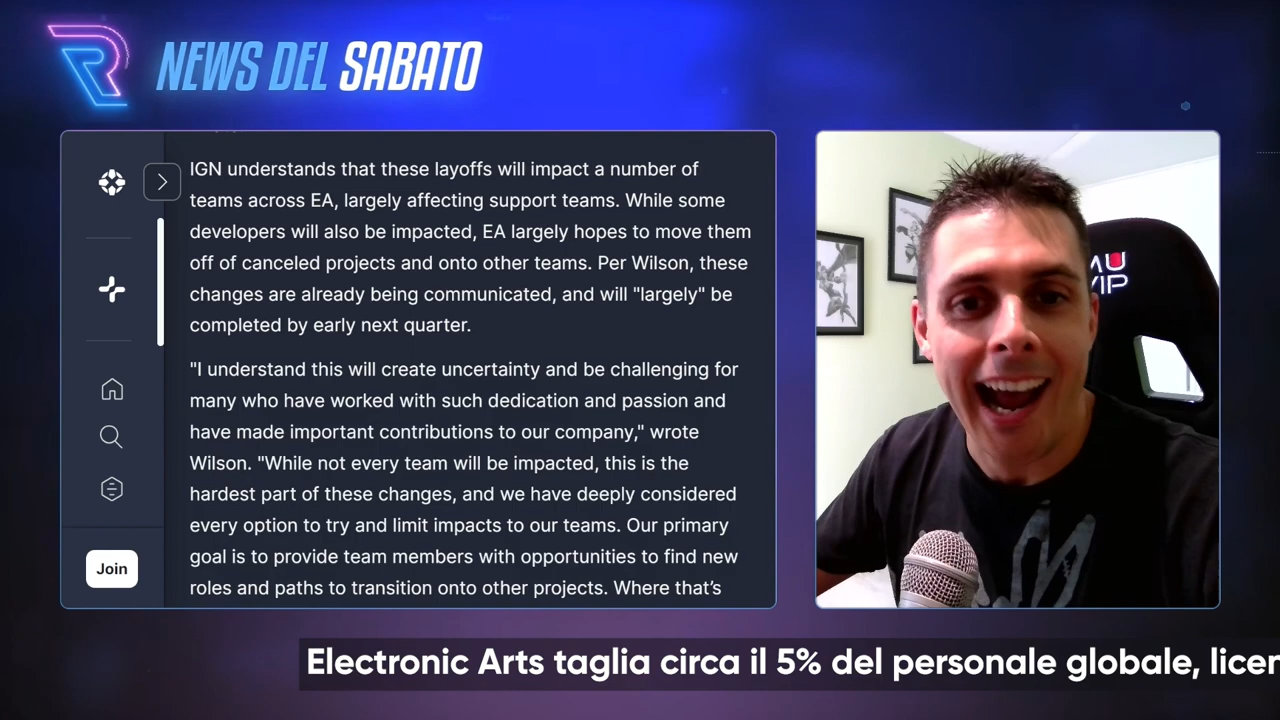 NEWS DEL SABATO
IGN understands that these layoffs will impact a number of
teams across EA, largely affecting support teams. While some
developers will also be impacted, EA largely hopes to move them
off of canceled projects and onto other teams. Per Wilson, these
changes are already being communicated, and will "largely" be
completed by early next quarter.
"I understand this will create uncertainty and be challenging for
many who have worked with such dedication and passion and
have made important contributions to our company," wrote
Wilson. "While not every team will be impacted, this is the
hardest part of these changes, and we have deeply considered
every option to try and limit impacts to our teams. Our primary
goal is to provide team members with opportunities to find new
roles and paths to transition onto other projects. Where that’s
Join
Electronic Arts taglia circa il 5% del personale globale, licen